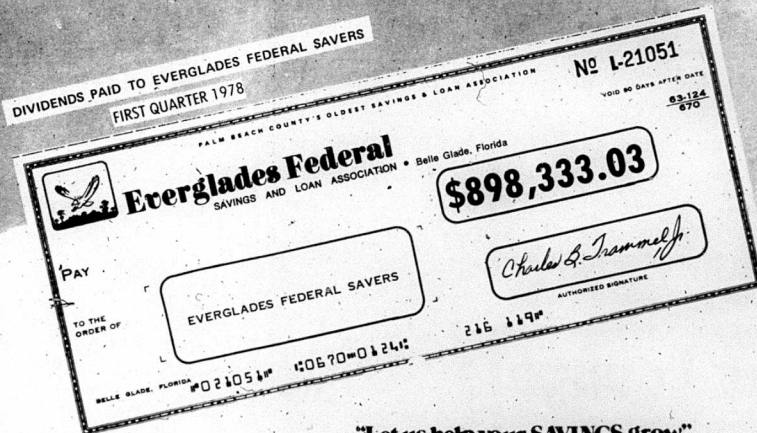 DIVIDENDS PAID TO EVERGLADES FEDERAL SAVERS
FIRST QUARTER 1978
PALM BEACH COUNTY'S OLDEST SAVINGS & LOAN ASSOCIATION
Nº L-21051
VOID 90 DAYS AFTER DATE
63-124
670
Everglades Federal
SAVINGS AND LOAN ASSOCIATION • Belle Glade, Florida
$898,333.03
PAY
TO THE
ORDER OF
EVERGLADES FEDERAL SAVERS
Charles B. Trammel, Jr.
AUTHORIZED SIGNATURE
BELLE GLADE, FLORIDA
⑈021051⑈ ⑆0670⑉0124⑆ 216 119⑈
"Let us help your SAVINGS grow"